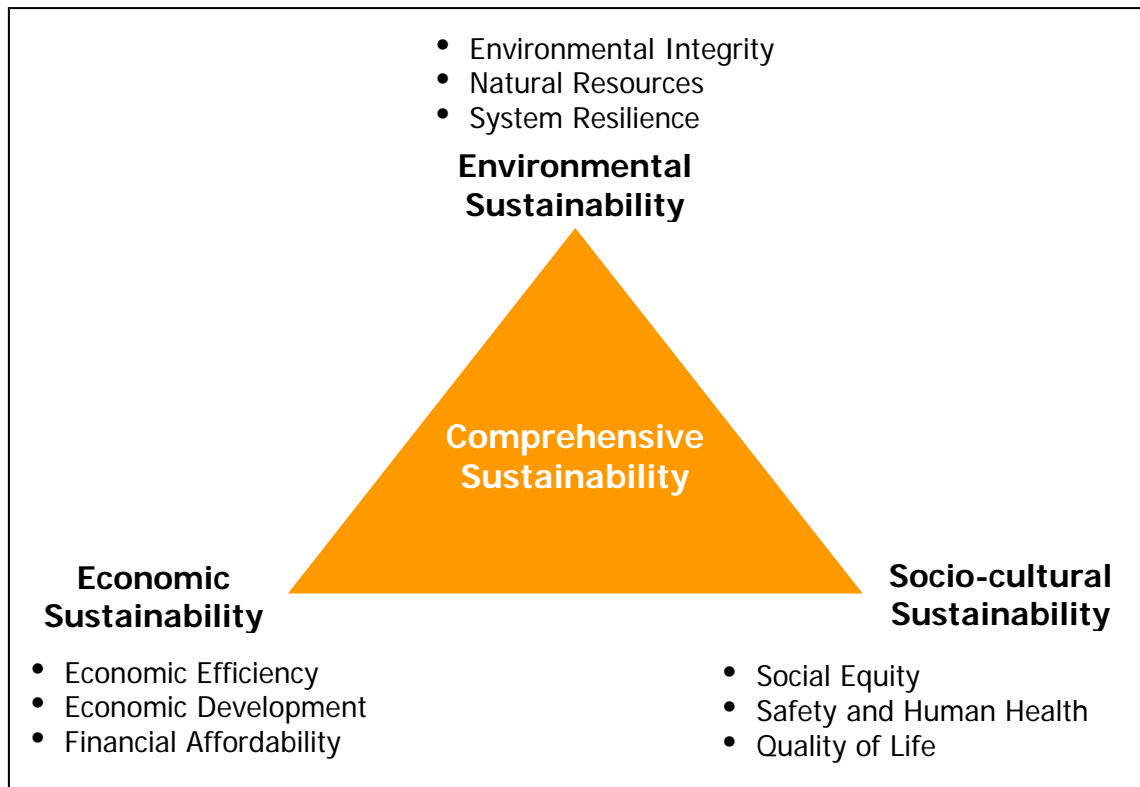 • Environmental Integrity
• Natural Resources
• System Resilience
Environmental
Sustainability
Comprehensive
Sustainability
Economic
Sustainability
• Economic Efficiency
• Economic Development
• Financial Affordability
Socio-cultural
Sustainability
• Social Equity
• Safety and Human Health
• Quality of Life